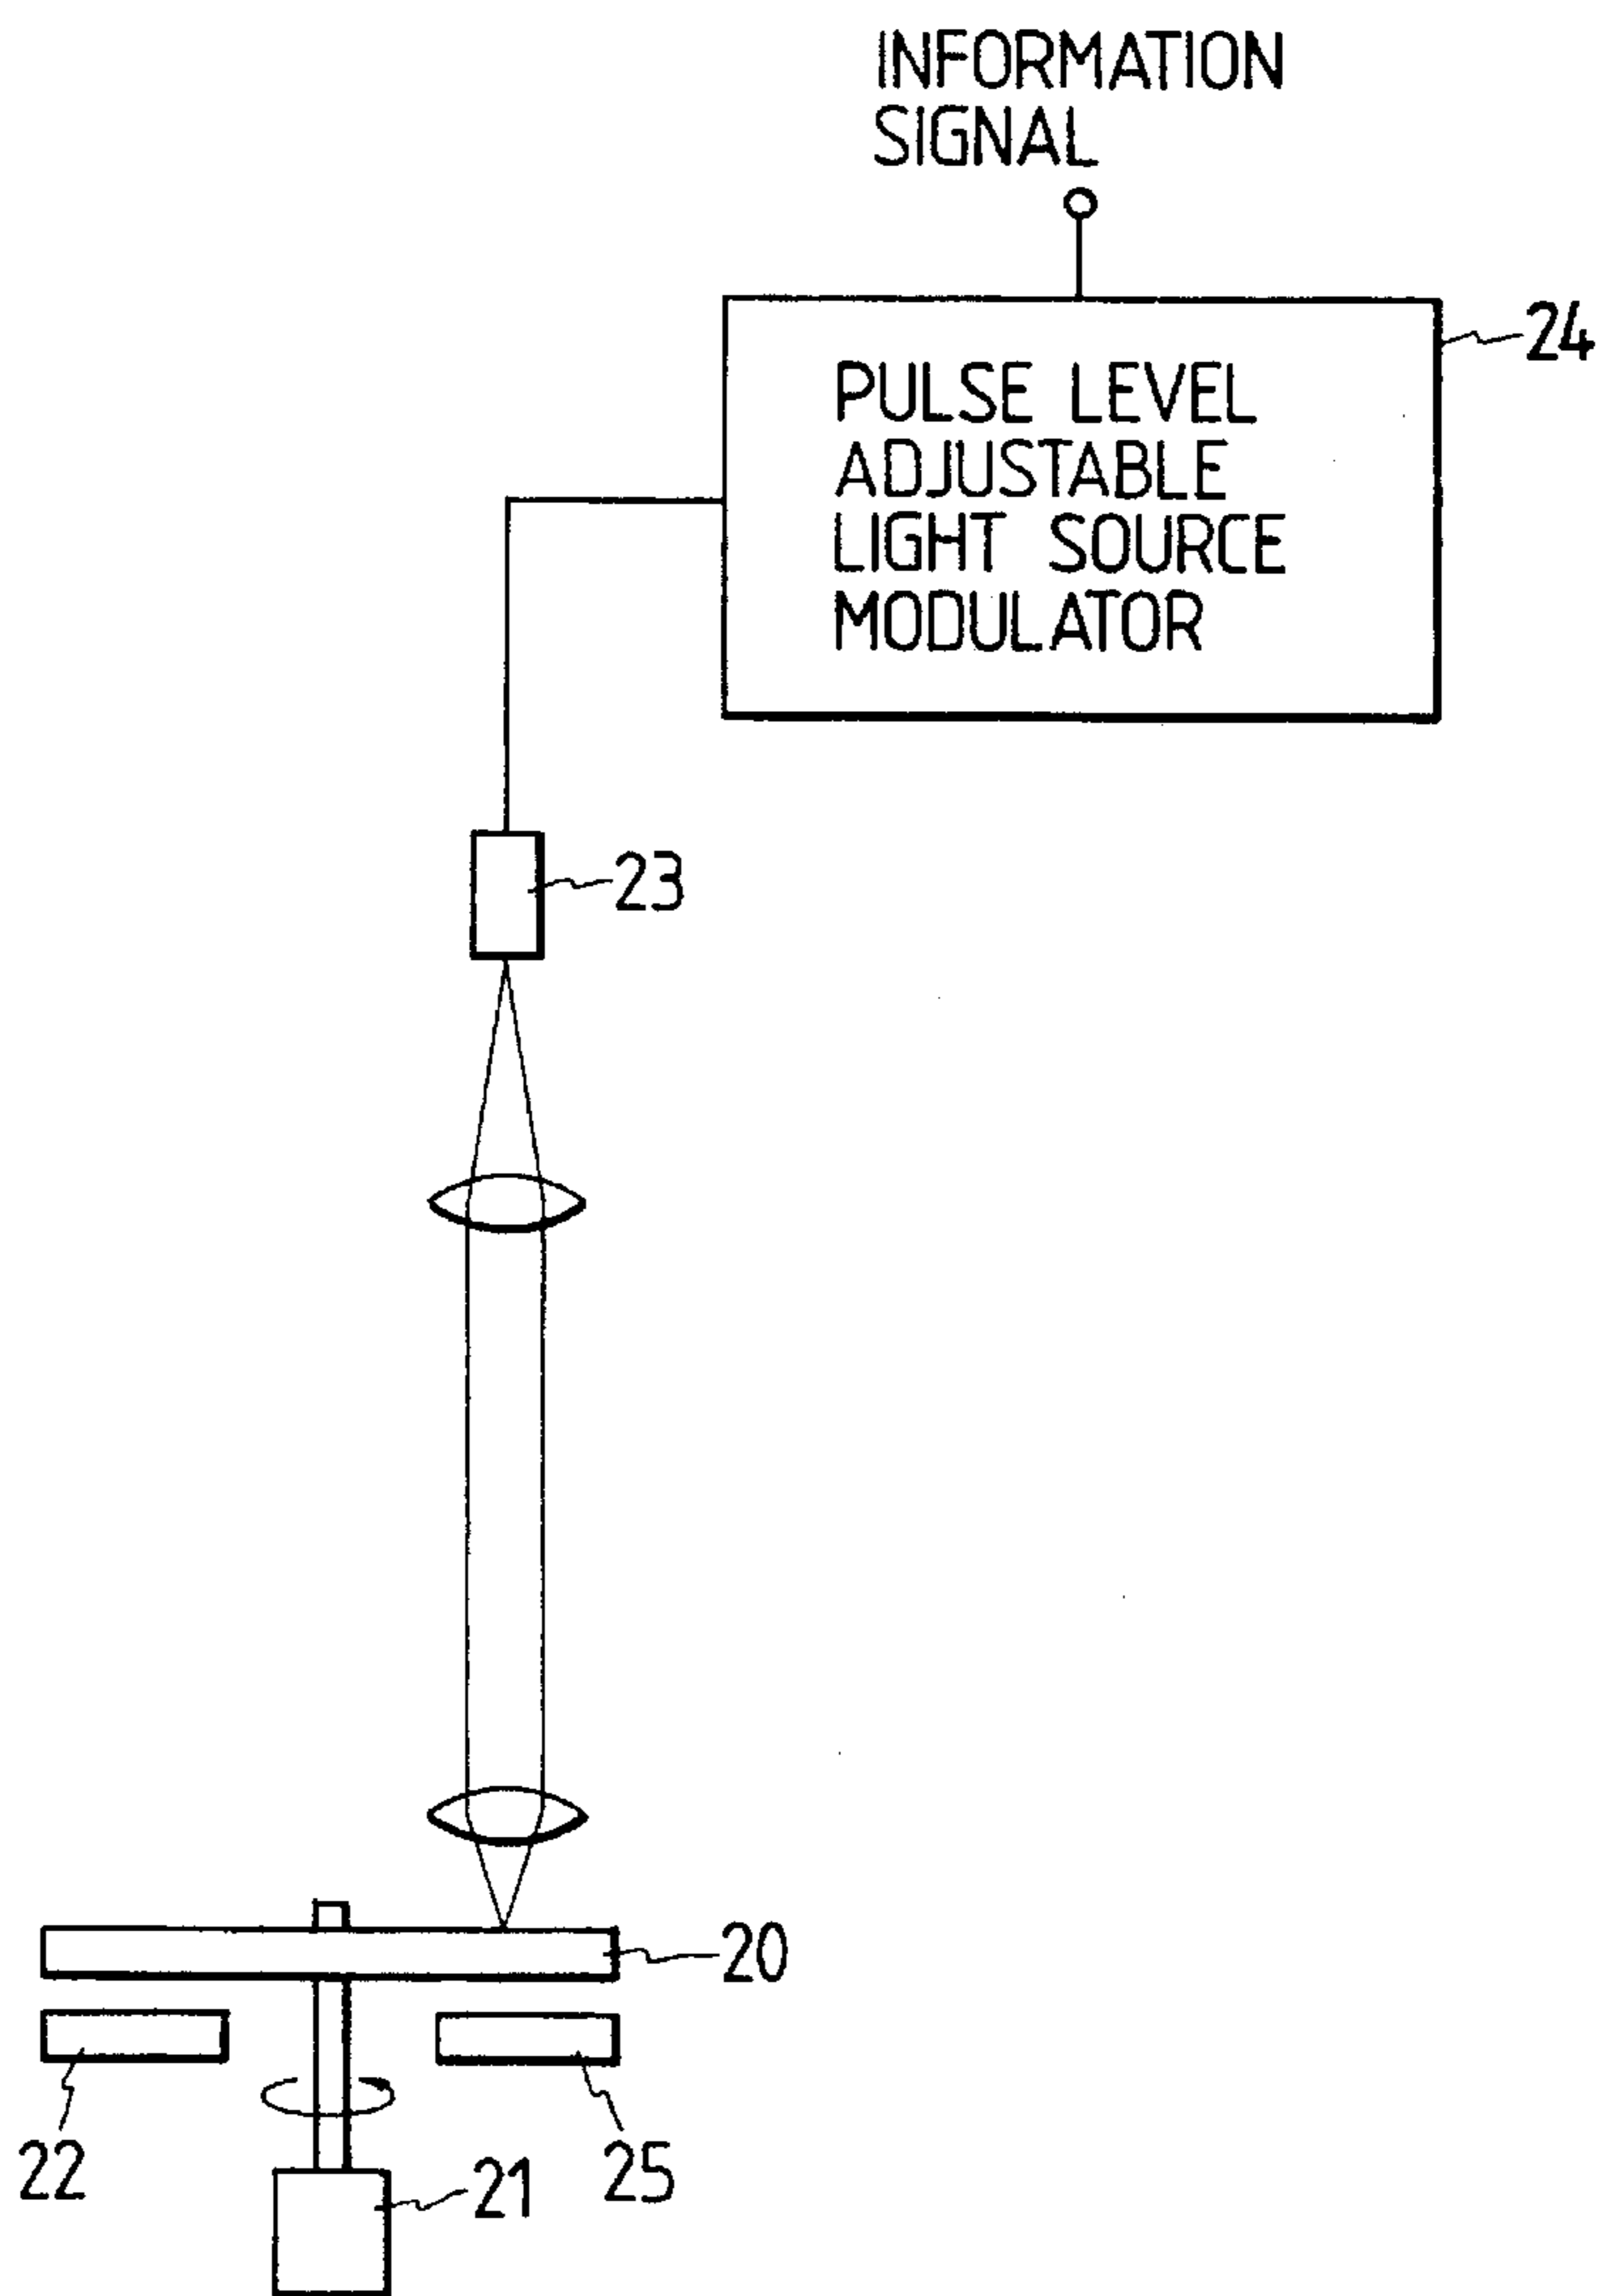 INFORMATION
SIGNAL
24
PULSE LEVEL
ADJUSTABLE
LIGHT SOURCE
MODULATOR
23
20
22
25
21